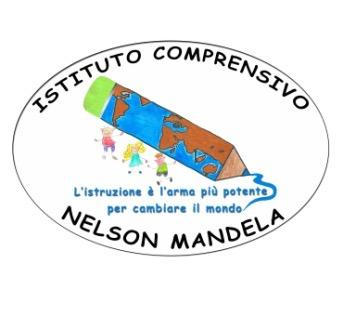 ISTITUTO COMPRENSIVO
L'istruzione è l'arma più potente
per cambiare il mondo
NELSON MANDELA